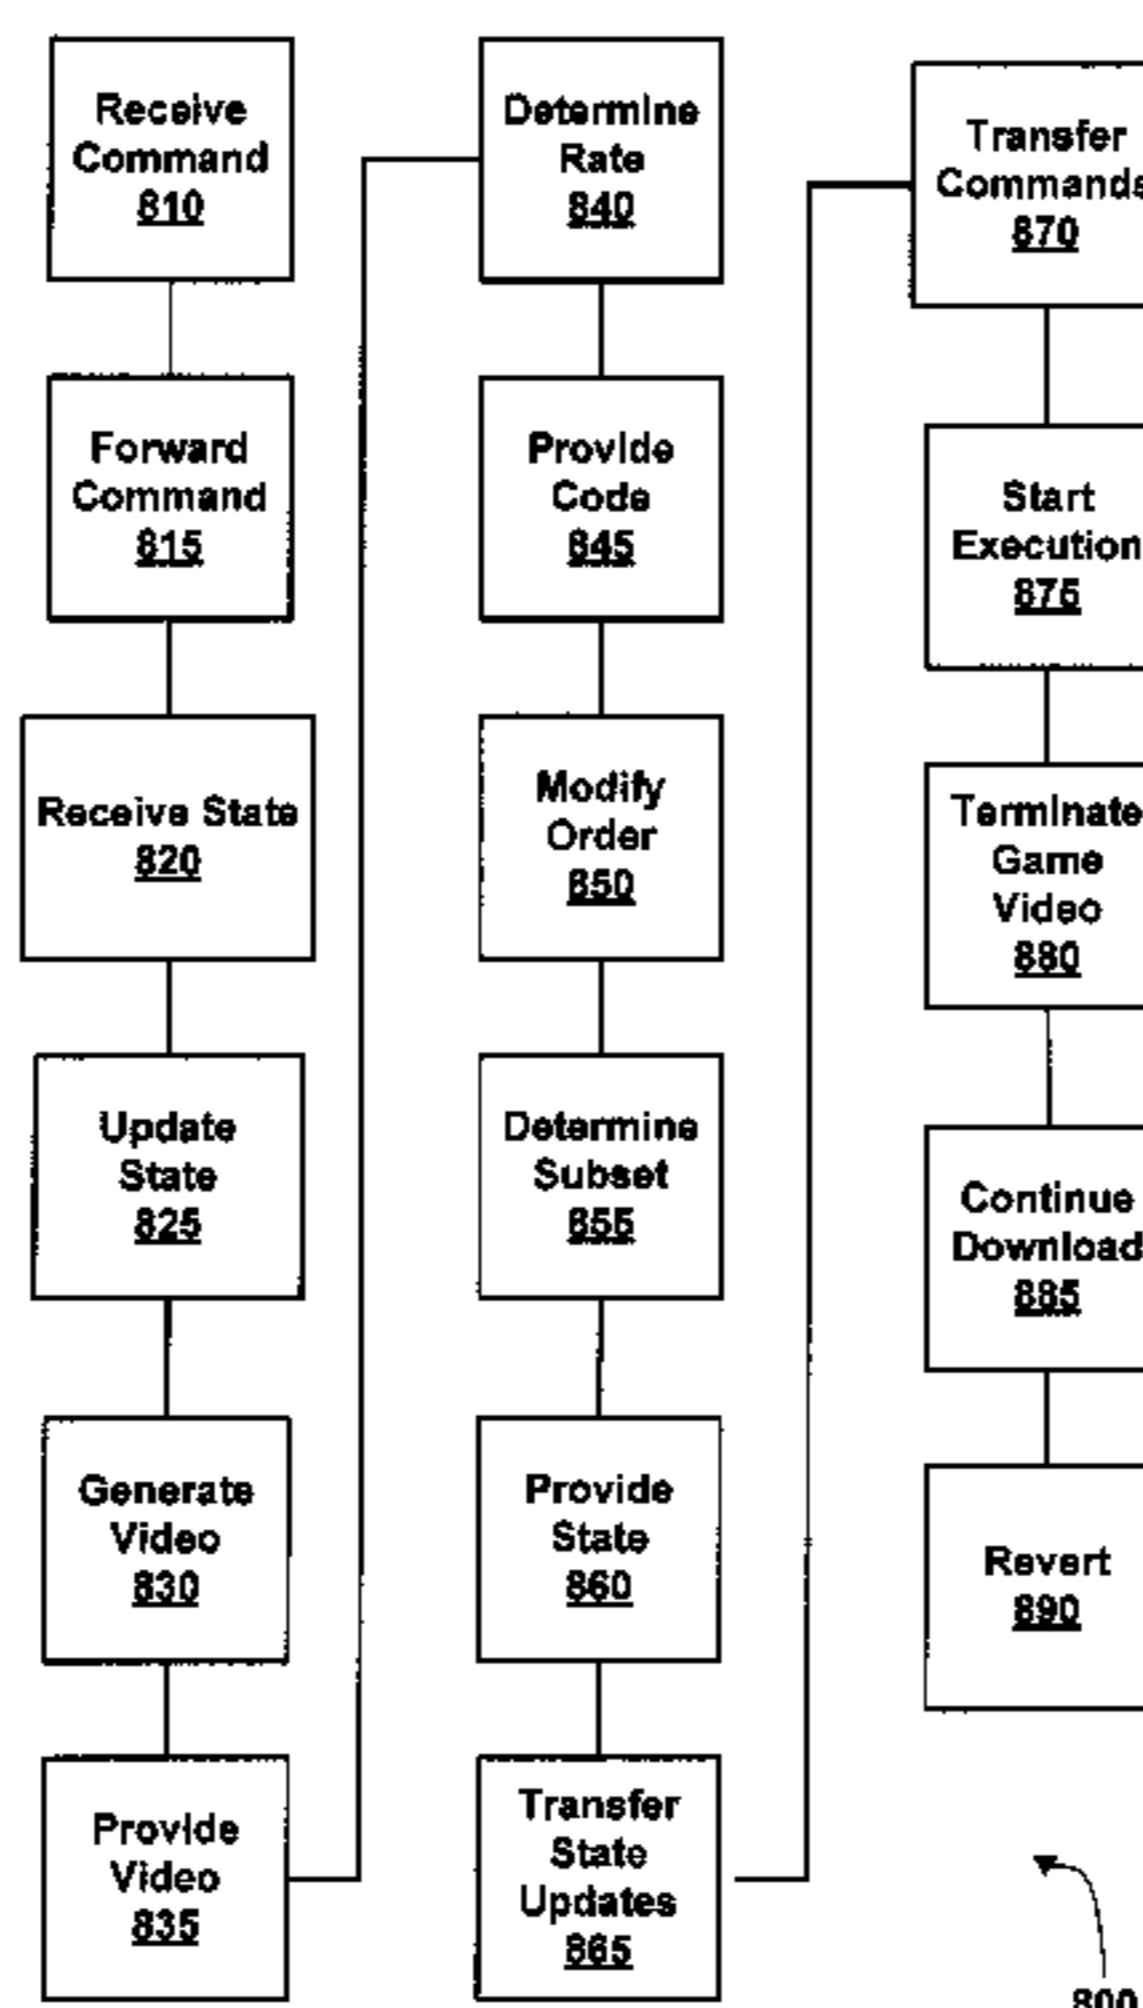 Receive
Command
810
Forward
Command
815
Receive State
820
Update
State
825
Generate
Video
830
Provide
Video
835
Determine
Rate
840
Provide
Code
845
Modify
Order
850
Determine
Subset
855
Provide
State
860
Transfer
State
Updates
865
Transfer
Commands
870
Start
Execution
875
Terminate
Game
Video
880
Continue
Download
885
Revert
890
800